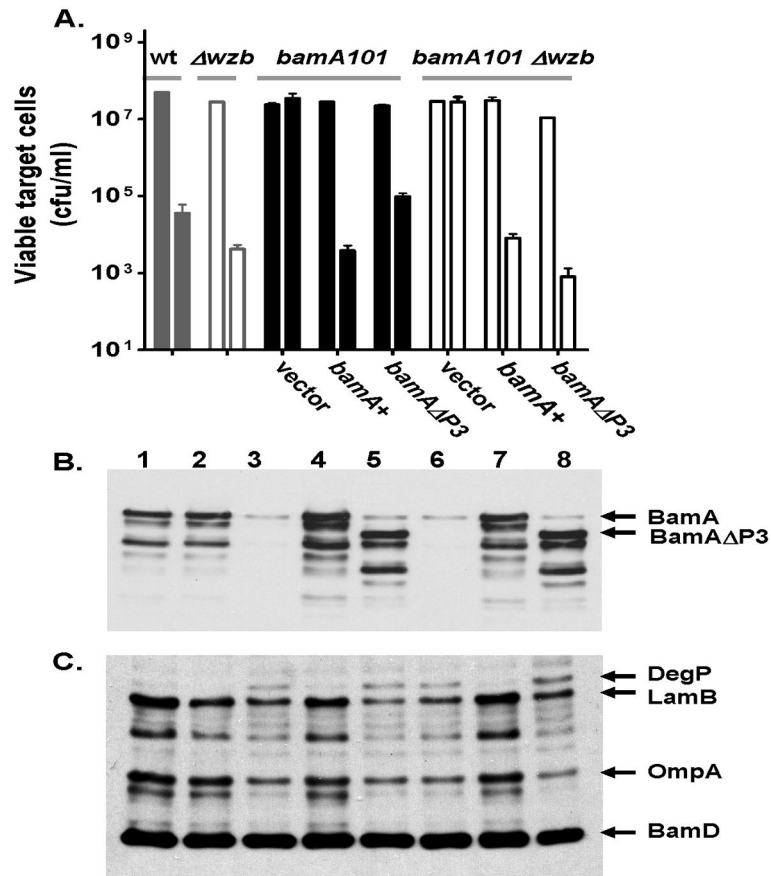 A.
wt Δwzb bamA101 bamA101 Δwzb
Viable target cells
(cfu/ml)
10⁹
10⁷
10⁵
10³
10¹
vector
bamA+
bamAΔP3
vector
bamA+
bamAΔP3
B.
1 2 3 4 5 6 7 8
BamA
BamAΔP3
C.
DegP
LamB
OmpA
BamD